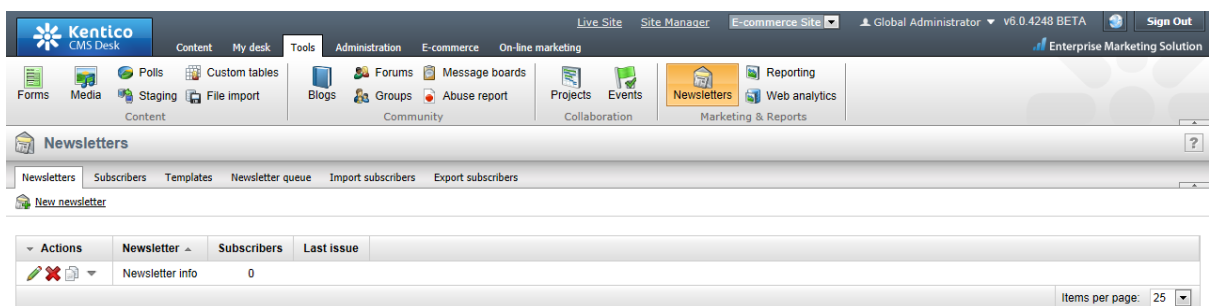 Live Site Site Manager E-commerce Site Global Administrator v6.0.4248 BETA Sign Out
Kentico
CMS Desk
Content My desk Tools Administration E-commerce On-line marketing Enterprise Marketing Solution
Polls Custom tables Forums Message boards Reporting
Forms Media Staging File import Blogs Groups Abuse report Projects Events Newsletters Web analytics
Content Community Collaboration Marketing & Reports
Newsletters ?
Newsletters Subscribers Templates Newsletter queue Import subscribers Export subscribers
New newsletter
Actions Newsletter Subscribers Last issue
Newsletter info 0
Items per page: 25